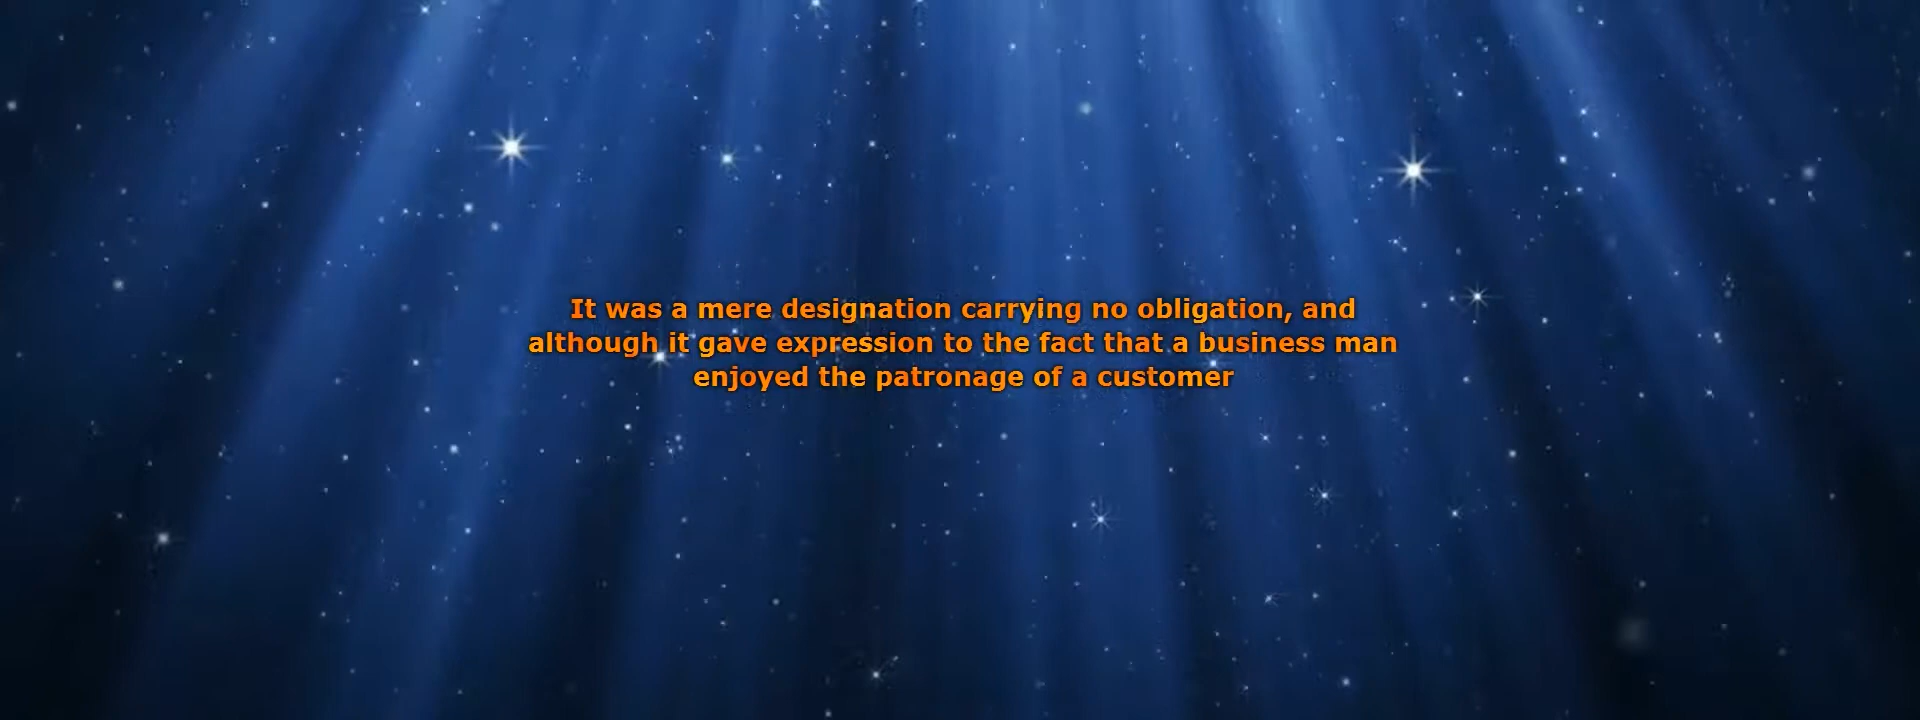 It was a mere designation carrying no obligation, and
although it gave expression to the fact that a business man
enjoyed the patronage of a customer